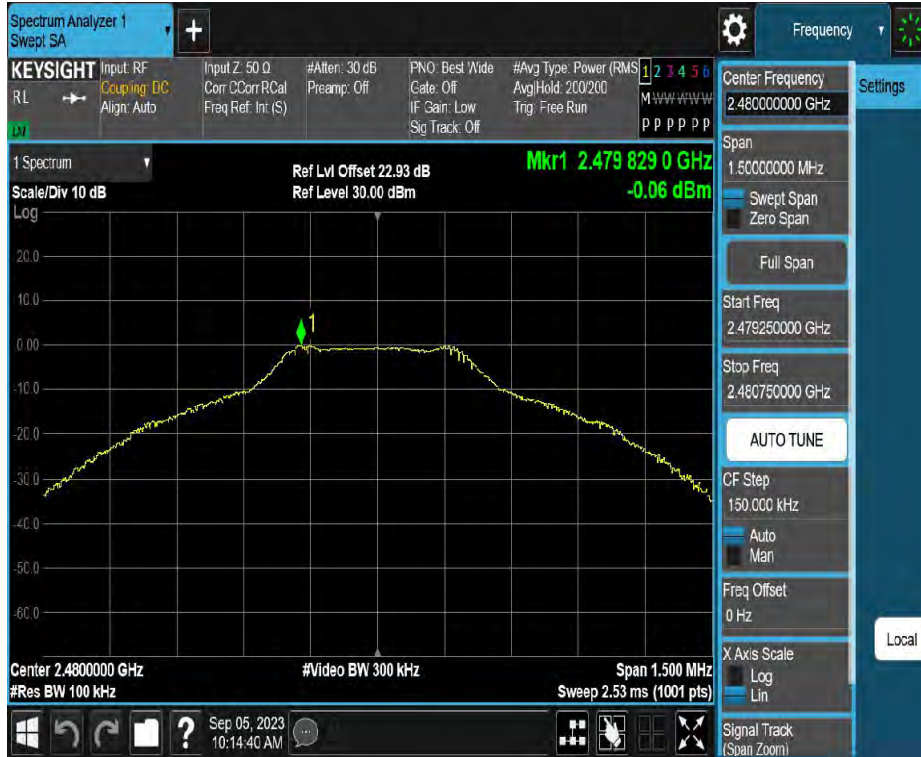 Spectrum Analyzer 1
Swept SA
+
Frequency
KEYSIGHT
RL
Input: RF
Coupling: DC
Align: Auto
Input Z: 50 Ω
Corr CCorr RCal
Freq Ref: Int (S)
#Atten: 30 dB
Preamp: Off
PNO: Best Wide
Gate: Off
IF Gain: Low
Sig Track: Off
#Avg Type: Power (RMS
Avg|Hold: 200/200
Trig: Free Run
1 2 3 4 5 6
M W W W W W
P P P P P P
1 Spectrum
Scale/Div 10 dB
Log
Ref Lvl Offset 22.93 dB
Ref Level 30.00 dBm
Mkr1 2.479 829 0 GHz
-0.06 dBm
20.0
10.0
0.00
-10.0
-20.0
-30.0
-40.0
-50.0
-60.0
1
Center 2.4800000 GHz
#Res BW 100 kHz
#Video BW 300 kHz
Span 1.500 MHz
Sweep 2.53 ms (1001 pts)
?
Sep 05, 2023
10:14:40 AM
Center Frequency
2.480000000 GHz
Settings
Span
1.50000000 MHz
Swept Span
Zero Span
Full Span
Start Freq
2.479250000 GHz
Stop Freq
2.480750000 GHz
AUTO TUNE
CF Step
150.000 kHz
Auto
Man
Freq Offset
0 Hz
Local
X Axis Scale
Log
Lin
Signal Track
(Span Zoom)